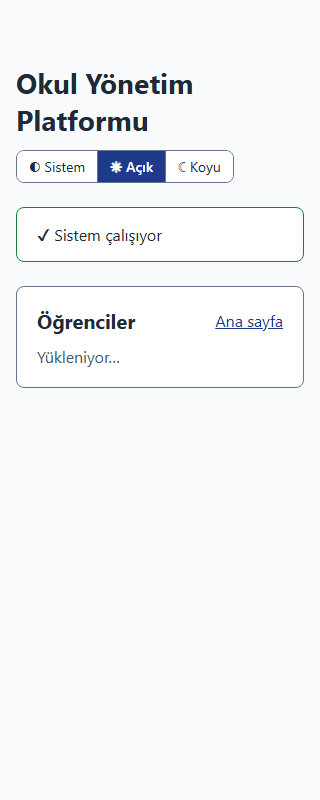 Okul Yönetim
Platformu
◐ Sistem ☀ Açık ☾ Koyu
✓ Sistem çalışıyor
Öğrenciler Ana sayfa
Yükleniyor...